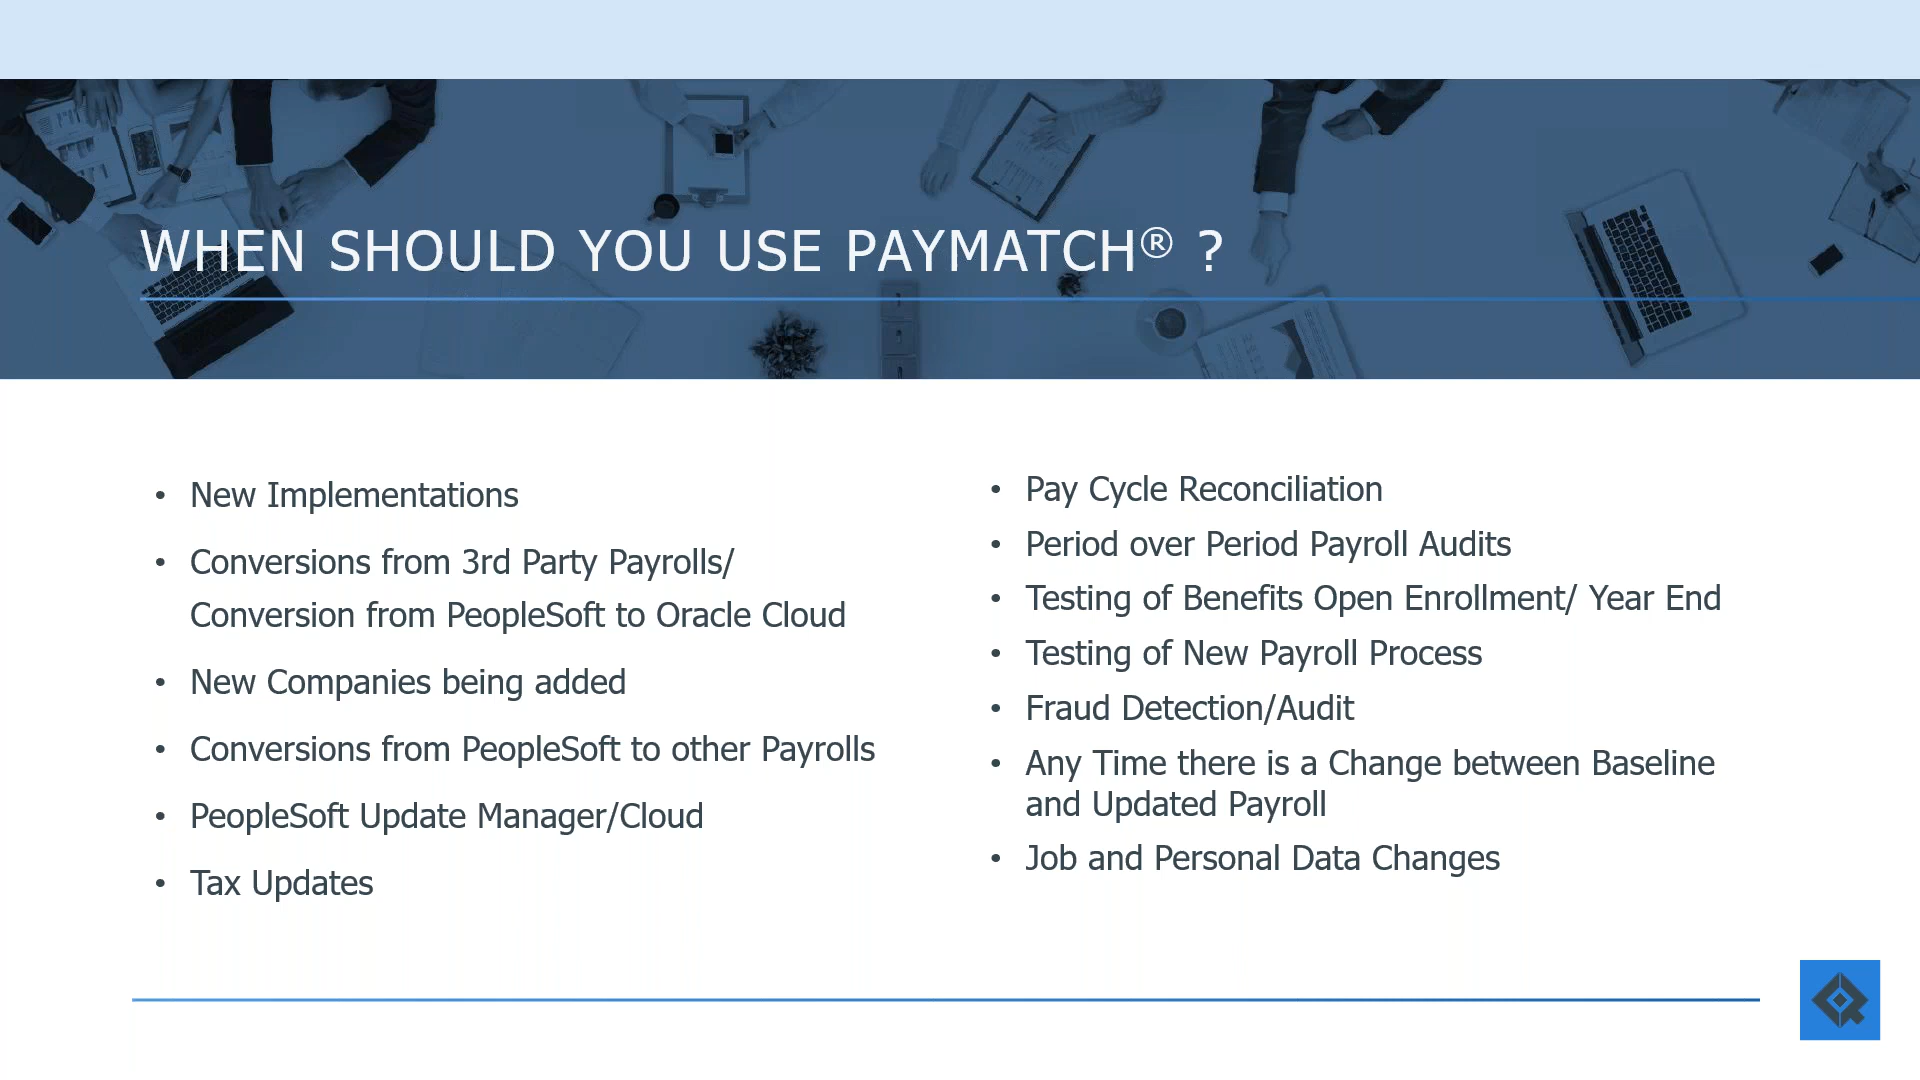 WHEN SHOULD YOU USE PAYMATCH® ?
• New Implementations
• Conversions from 3rd Party Payrolls/
Conversion from PeopleSoft to Oracle Cloud
• New Companies being added
• Conversions from PeopleSoft to other Payrolls
• PeopleSoft Update Manager/Cloud
• Tax Updates
• Pay Cycle Reconciliation
• Period over Period Payroll Audits
• Testing of Benefits Open Enrollment/ Year End
• Testing of New Payroll Process
• Fraud Detection/Audit
• Any Time there is a Change between Baseline
and Updated Payroll
• Job and Personal Data Changes